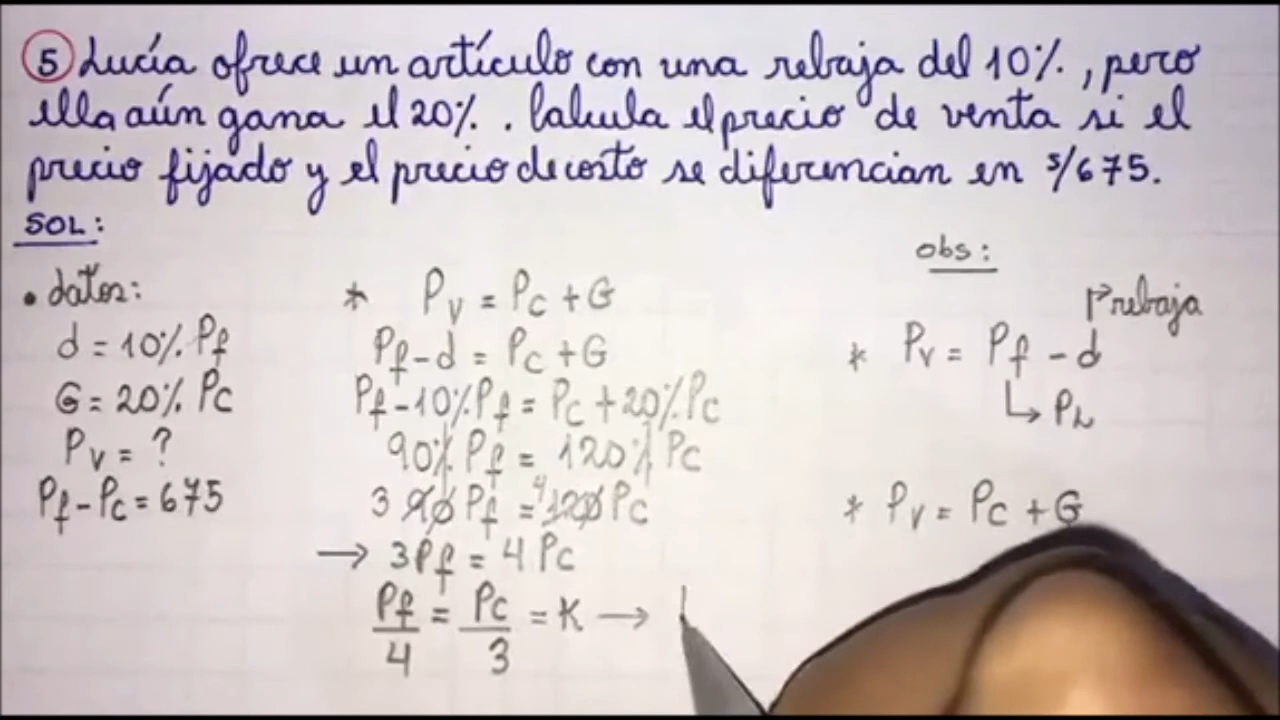 5 Lucía ofrece un artículo con una rebaja del 10%, pero
ella aún gana el 20%. Calcula el precio de venta si el
precio fijado y el precio de costo se diferencian en s/675.
SOL:
• datos:
d = 10% Pf
G = 20% Pc
Pv = ?
Pf - Pc = 675
* Pv = Pc + G
Pf - d = Pc + G
Pf - 10% Pf = Pc + 20% Pc
90% Pf = 120% Pc
3 90 Pf = 4 120 Pc
→ 3Pf = 4 Pc
Pf/4 = Pc/3 = K →
obs:
rebaja
* Pv = Pf - d
↳ PL
* Pv = Pc + G